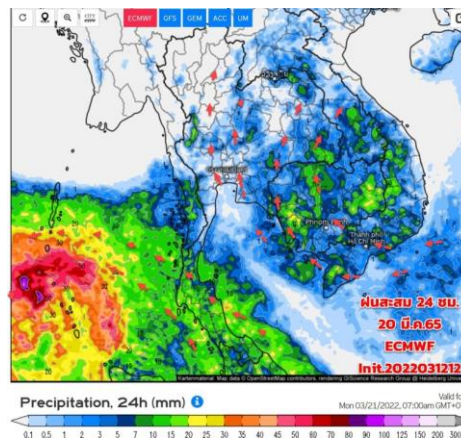 ECMWF GFS GEM ACC UM
Phnom Penh
Thành phố
Hồ Chí Minh
ฝนสะสม 24 ชม.
20 มี.ค.65
ECMWF
Init.2022031212
Precipitation, 24h (mm)
Valid fo
Mon 03/21/2022, 07:00am GMT+0
0.1 0.5 1 2 3 5 7 10 15 20 25 30 35 40 45 50 60 70 80 90 100 125 150 200 300